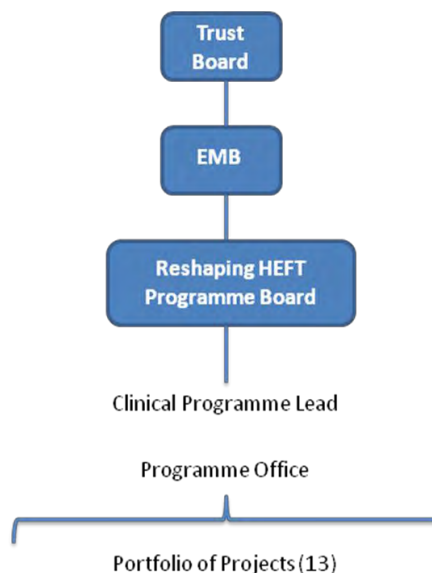 Trust
Board
EMB
Reshaping HEFT
Programme Board
Clinical Programme Lead
Programme Office
Portfolio of Projects (13)